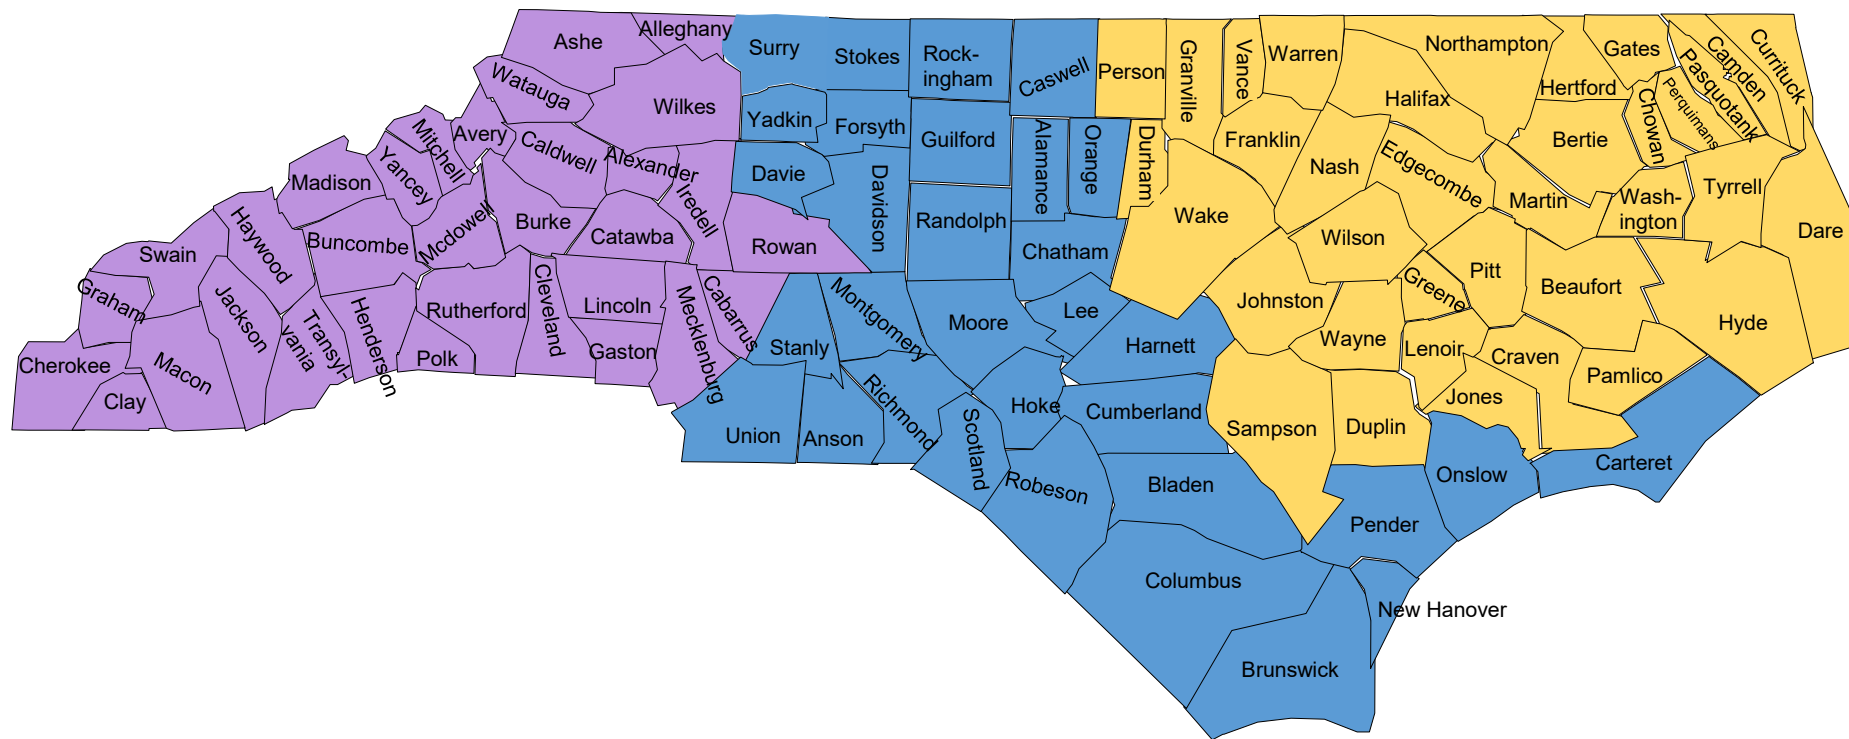 Ashe
Alleghany
Surry
Stokes
Rock-
ingham
Caswell
Person
Granville
Vance
Warren
Northampton
Gates
Camden
Currituck
Pasquotank
Perquimans
Chowan
Hertford
Halifax
Bertie
Watauga
Wilkes
Yadkin
Forsyth
Guilford
Alamance
Orange
Durham
Franklin
Nash
Edgecombe
Martin
Wash-
ington
Tyrrell
Dare
Mitchell
Avery
Caldwell
Alexander
Iredell
Davie
Davidson
Randolph
Chatham
Wake
Wilson
Pitt
Beaufort
Hyde
Madison
Yancey
Mcdowell
Burke
Catawba
Rowan
Swain
Haywood
Buncombe
Graham
Jackson
Transyl-
vania
Henderson
Rutherford
Polk
Cleveland
Lincoln
Gaston
Mecklenburg
Cabarrus
Stanly
Montgomery
Moore
Lee
Harnett
Johnston
Wayne
Greene
Lenoir
Craven
Pamlico
Jones
Cherokee
Clay
Macon
Union
Anson
Richmond
Scotland
Hoke
Cumberland
Sampson
Duplin
Onslow
Carteret
Robeson
Bladen
Pender
Columbus
New Hanover
Brunswick